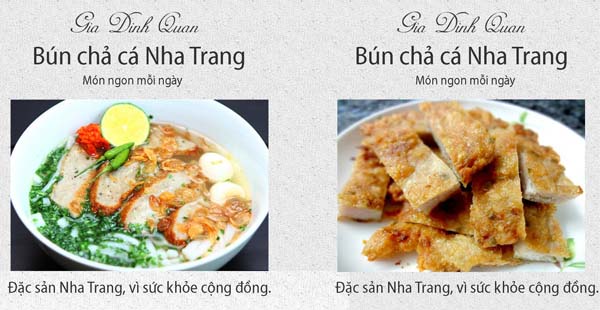 Gia Dinh Quan
Bún chả cá Nha Trang
Món ngon mỗi ngày
Đặc sản Nha Trang, vì sức khỏe cộng đồng.
Gia Dinh Quan
Bún chả cá Nha Trang
Món ngon mỗi ngày
Đặc sản Nha Trang, vì sức khỏe cộng đồng.